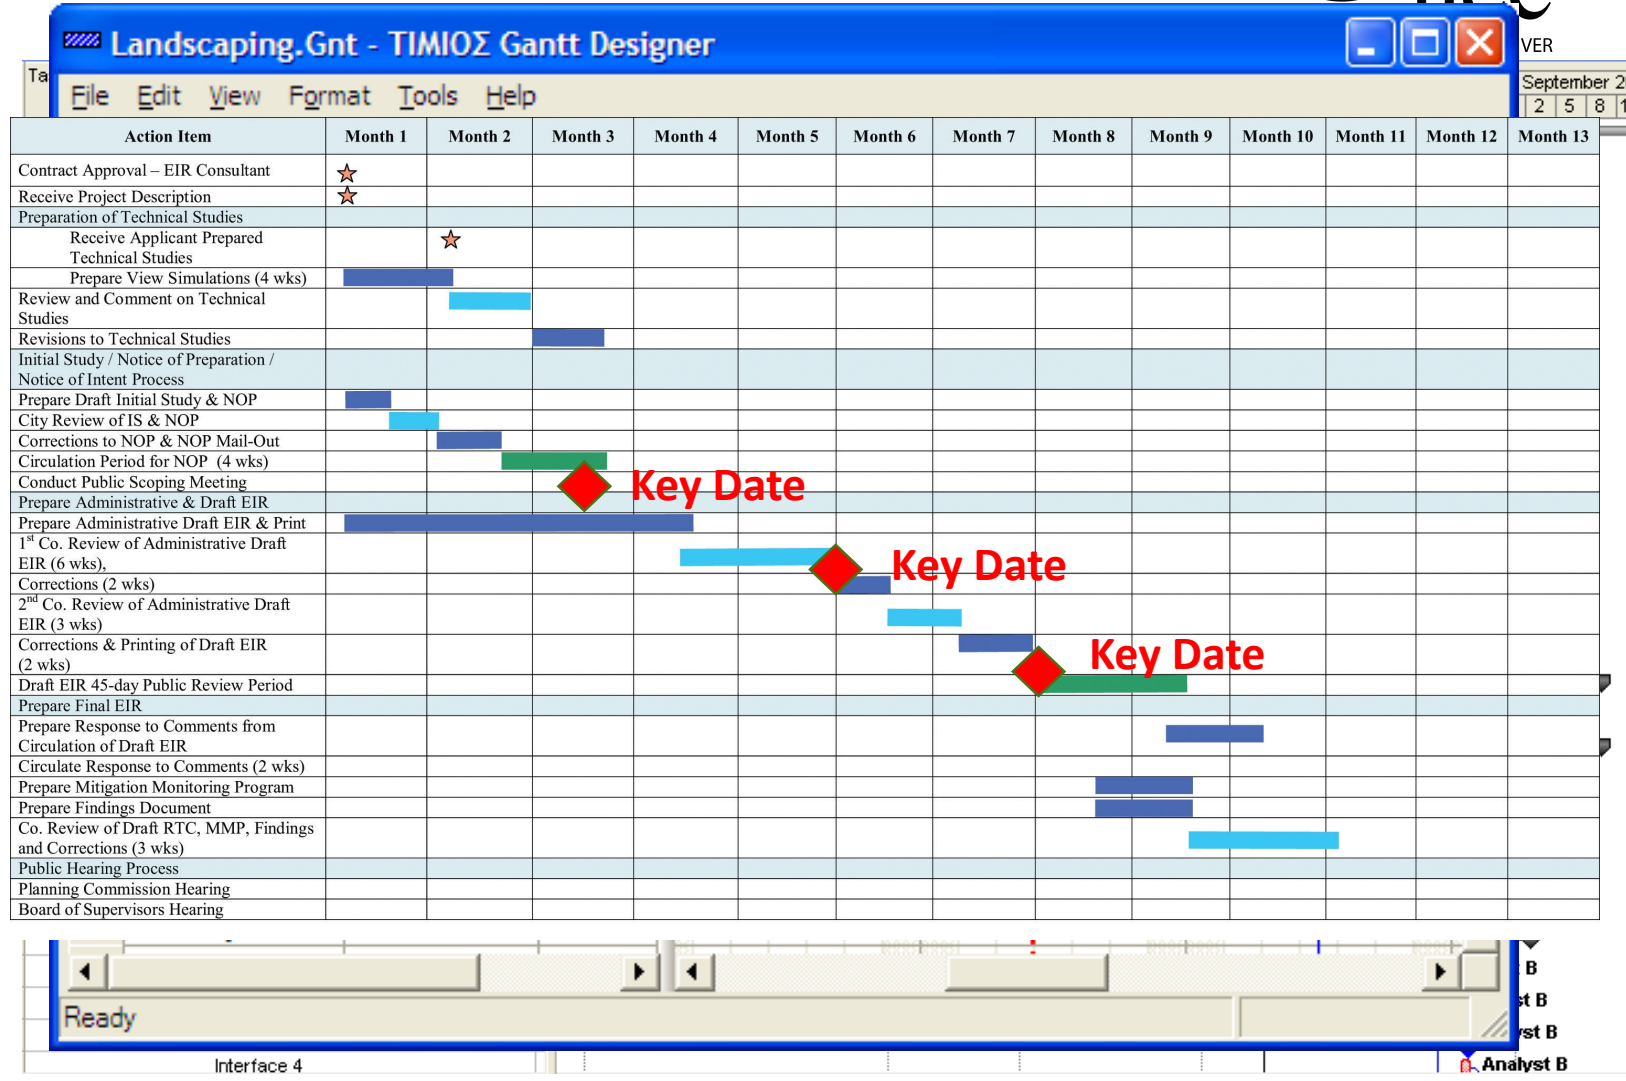 Landscaping.Gnt - TIMIOΣ Gantt Designer
VER
Ta
File Edit View Format Tools Help
September 2
2 5 8 1
Action Item Month 1 Month 2 Month 3 Month 4 Month 5 Month 6 Month 7 Month 8 Month 9 Month 10 Month 11 Month 12 Month 13
Contract Approval – EIR Consultant
Receive Project Description
Preparation of Technical Studies
Receive Applicant Prepared
Technical Studies
Prepare View Simulations (4 wks)
Review and Comment on Technical
Studies
Revisions to Technical Studies
Initial Study / Notice of Preparation /
Notice of Intent Process
Prepare Draft Initial Study & NOP
City Review of IS & NOP
Corrections to NOP & NOP Mail-Out
Circulation Period for NOP (4 wks)
Conduct Public Scoping Meeting
Key Date
Prepare Administrative & Draft EIR
Prepare Administrative Draft EIR & Print
1st Co. Review of Administrative Draft
EIR (6 wks),
Key Date
Corrections (2 wks)
2nd Co. Review of Administrative Draft
EIR (3 wks)
Corrections & Printing of Draft EIR
(2 wks)
Key Date
Draft EIR 45-day Public Review Period
Prepare Final EIR
Prepare Response to Comments from
Circulation of Draft EIR
Circulate Response to Comments (2 wks)
Prepare Mitigation Monitoring Program
Prepare Findings Document
Co. Review of Draft RTC, MMP, Findings
and Corrections (3 wks)
Public Hearing Process
Planning Commission Hearing
Board of Supervisors Hearing
B
st B
Ready
yst B
Interface 4
Analyst B